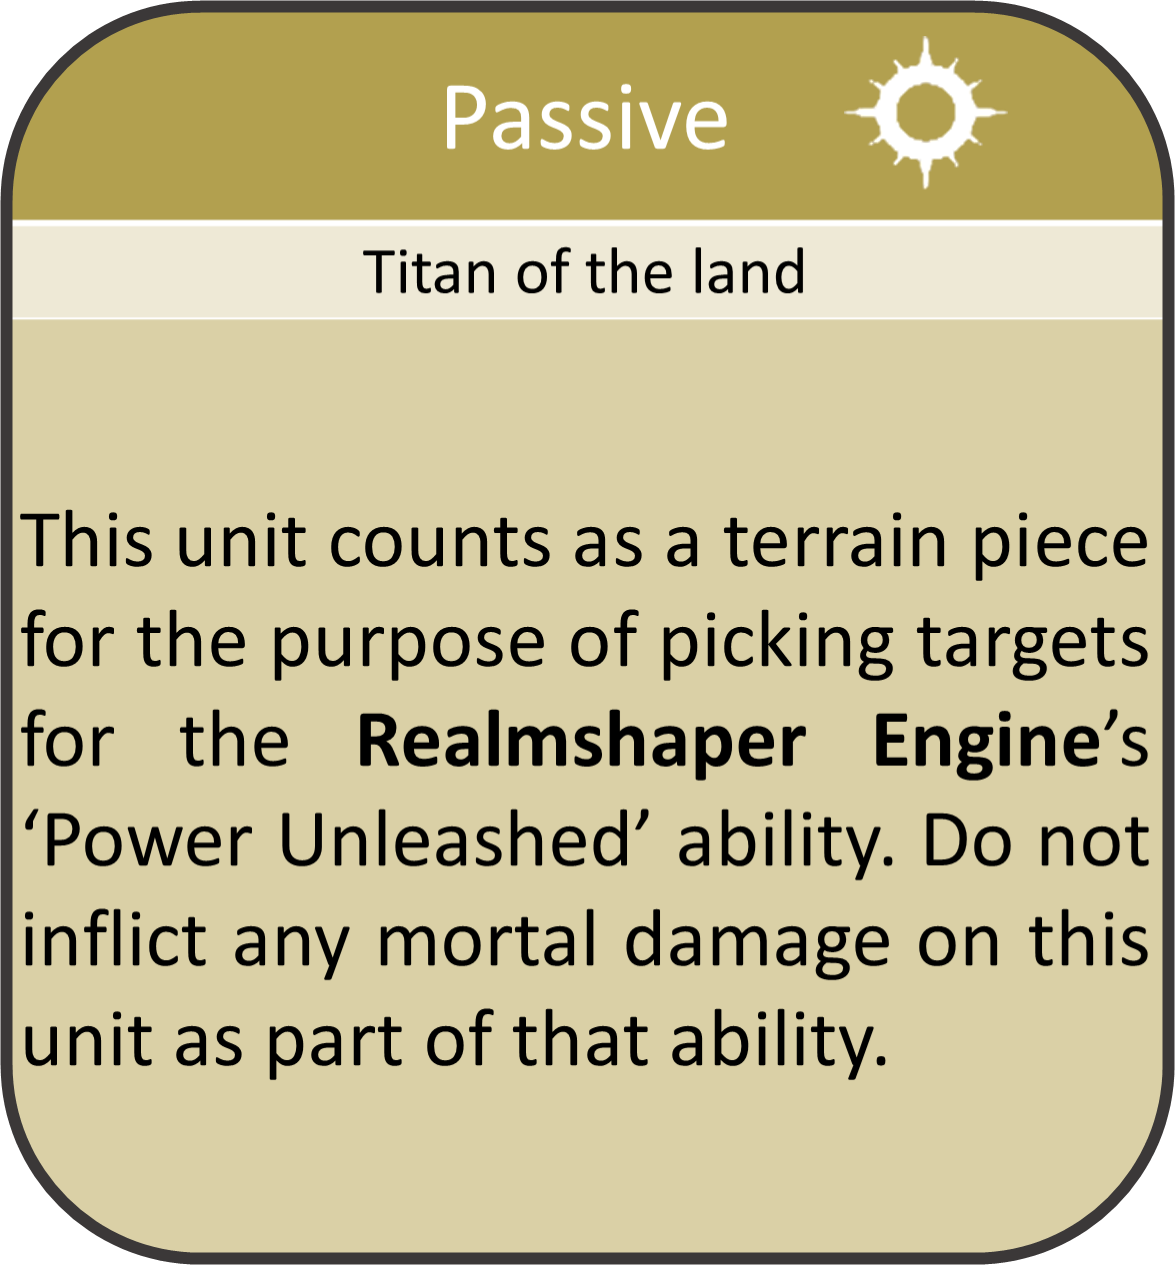 Passive
Titan of the land
This unit counts as a terrain piece
for the purpose of picking targets
for the Realmshaper Engine’s
‘Power Unleashed’ ability. Do not
inflict any mortal damage on this
unit as part of that ability.